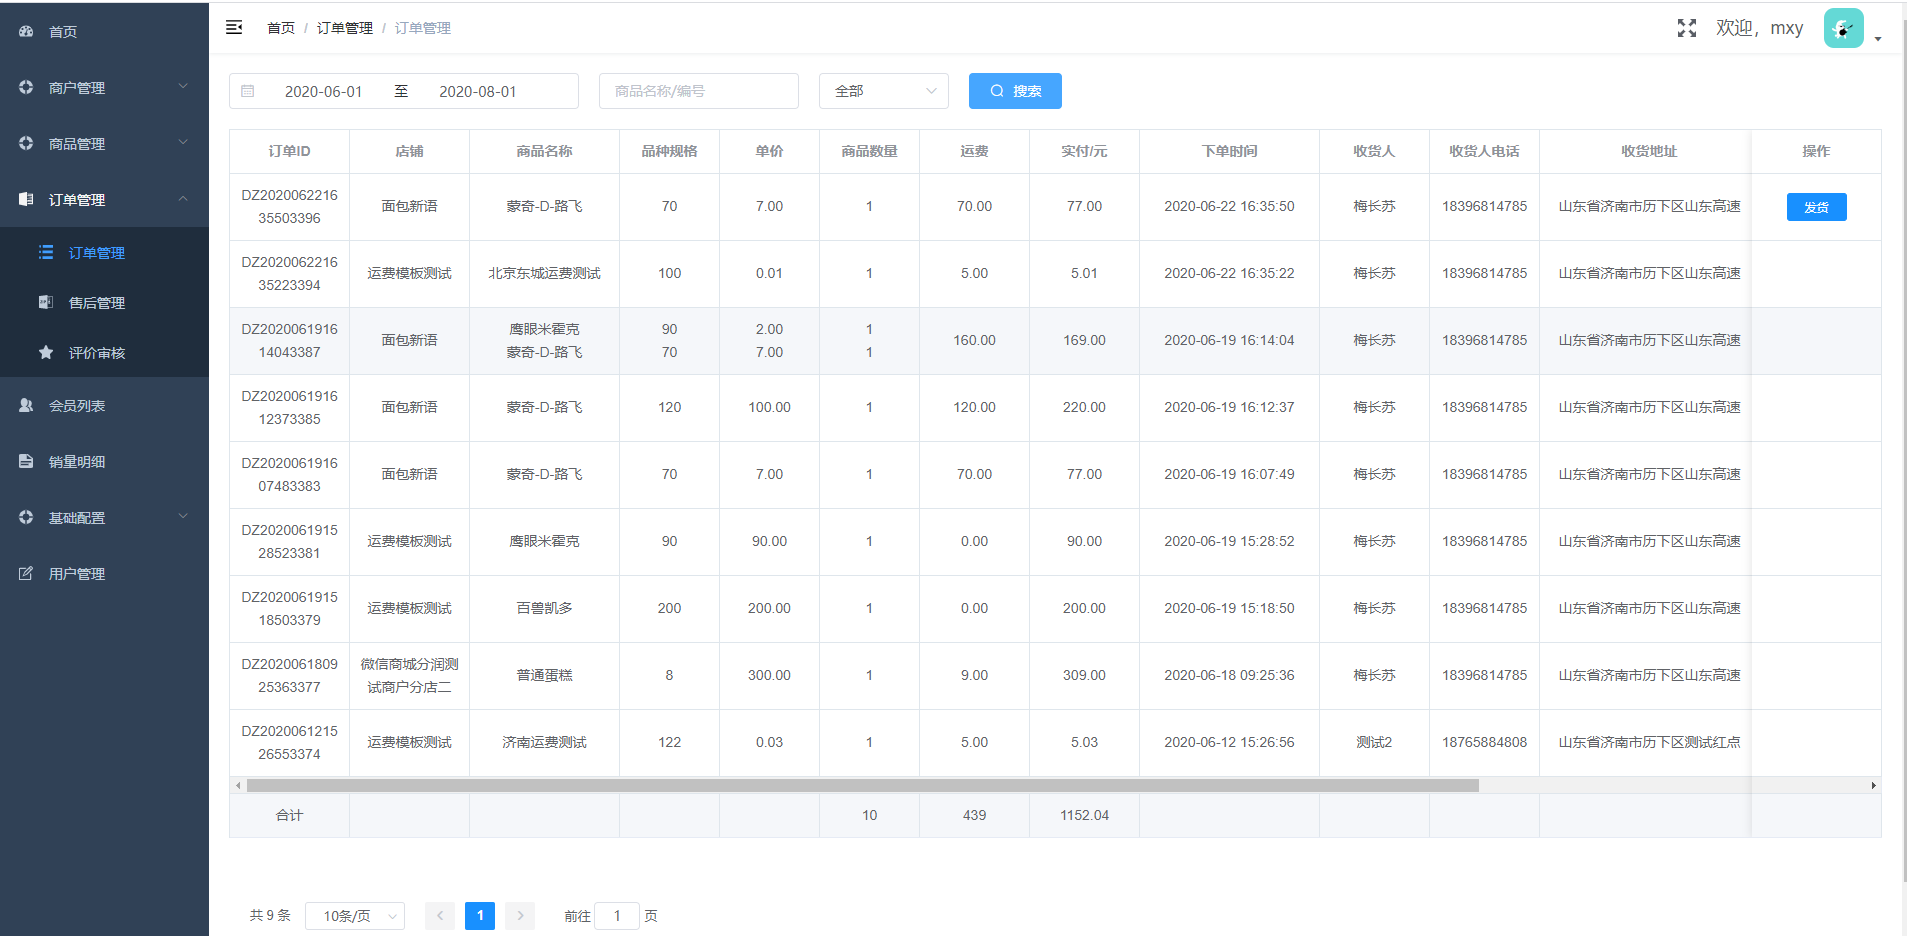 首页
商户管理
商品管理
订单管理
订单管理
售后管理
评价审核
会员列表
销量明细
基础配置
用户管理
首页 / 订单管理 / 订单管理
欢迎，mxy
2020-06-01 至 2020-08-01 商品名称/编号 全部 搜索
订单ID 店铺 商品名称 品种规格 单价 商品数量 运费 实付/元 下单时间 收货人 收货人电话 收货地址 操作
DZ2020062216
35503396 面包新语 蒙奇-D-路飞 70 7.00 1 70.00 77.00 2020-06-22 16:35:50 梅长苏 18396814785 山东省济南市历下区山东高速 发货
DZ2020062216
35223394 运费模板测试 北京东城运费测试 100 0.01 1 5.00 5.01 2020-06-22 16:35:22 梅长苏 18396814785 山东省济南市历下区山东高速
DZ2020061916 鹰眼米霍克 90 2.00 1
14043387 面包新语 蒙奇-D-路飞 70 7.00 1 160.00 169.00 2020-06-19 16:14:04 梅长苏 18396814785 山东省济南市历下区山东高速
DZ2020061916
12373385 面包新语 蒙奇-D-路飞 120 100.00 1 120.00 220.00 2020-06-19 16:12:37 梅长苏 18396814785 山东省济南市历下区山东高速
DZ2020061916
07483383 面包新语 蒙奇-D-路飞 70 7.00 1 70.00 77.00 2020-06-19 16:07:49 梅长苏 18396814785 山东省济南市历下区山东高速
DZ2020061915
28523381 运费模板测试 鹰眼米霍克 90 90.00 1 0.00 90.00 2020-06-19 15:28:52 梅长苏 18396814785 山东省济南市历下区山东高速
DZ2020061915
18503379 运费模板测试 百兽凯多 200 200.00 1 0.00 200.00 2020-06-19 15:18:50 梅长苏 18396814785 山东省济南市历下区山东高速
DZ2020061809 微信商城分润测
25363377 试商户分店二 普通蛋糕 8 300.00 1 9.00 309.00 2020-06-18 09:25:36 梅长苏 18396814785 山东省济南市历下区山东高速
DZ2020061215
26553374 运费模板测试 济南运费测试 122 0.03 1 5.00 5.03 2020-06-12 15:26:56 测试2 18765884808 山东省济南市历下区测试红点
合计 10 439 1152.04
共 9 条 10条/页 1 前往 1 页